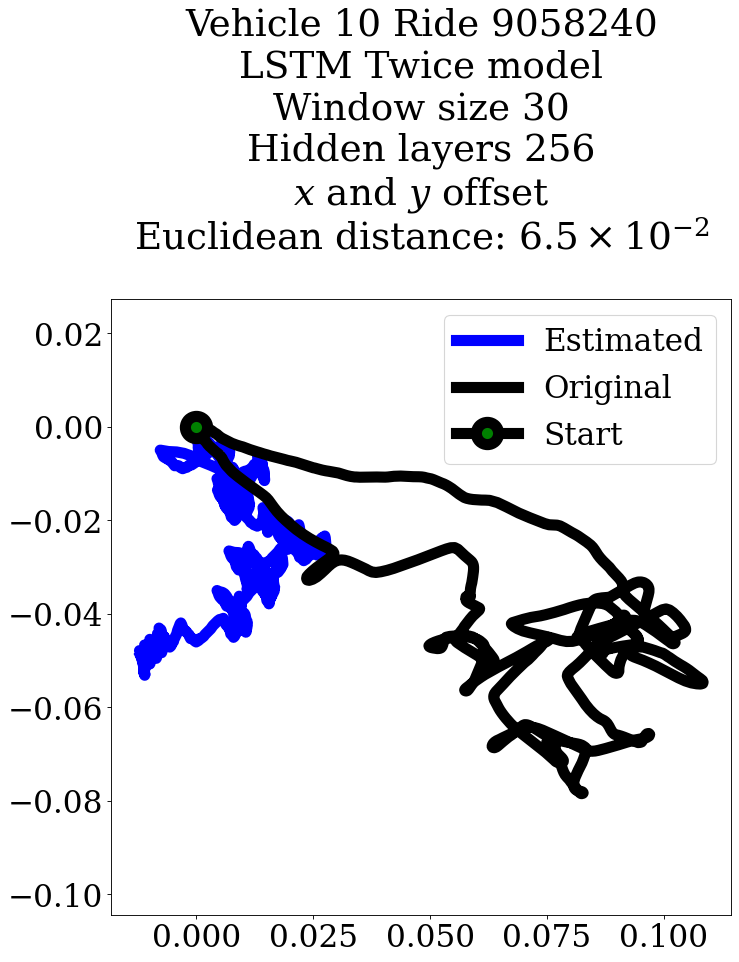 Vehicle 10 Ride 9058240
LSTM Twice model
Window size 30
Hidden layers 256
x and y offset
Euclidean distance: 6.5 × 10⁻²
Estimated
Original
Start
0.02
0.00
−0.02
−0.04
−0.06
−0.08
−0.10
0.000 0.025 0.050 0.075 0.100